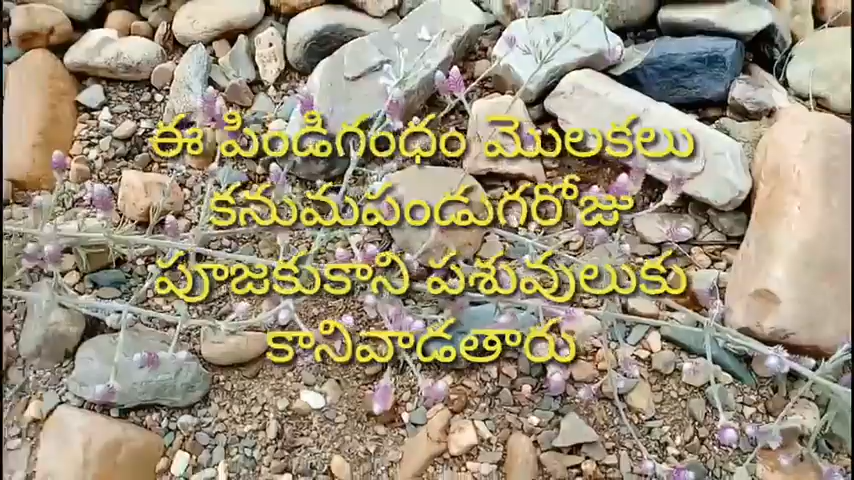 ఈ పిండిగంధం మొలకలు
కనుమపండుగరోజు
పూజకుకాని పశువులుకు
కానివాడతారు